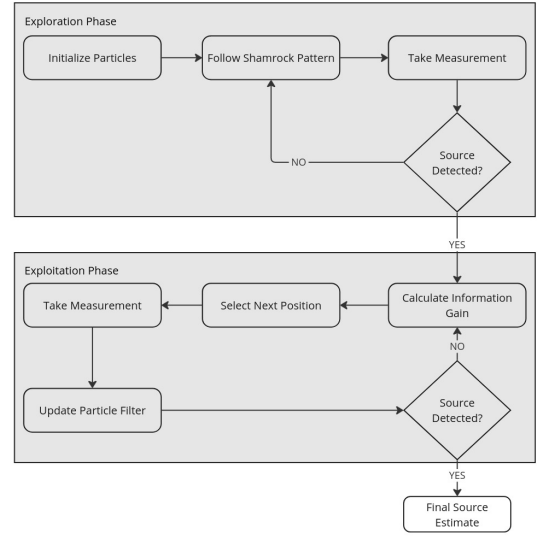 Exploration Phase
Initialize Particles
Follow Shamrock Pattern
Take Measurement
Source
Detected?
NO
YES
Exploitation Phase
Take Measurement
Select Next Position
Calculate Information
Gain
NO
Update Particle Filter
Source
Detected?
YES
Final Source
Estimate